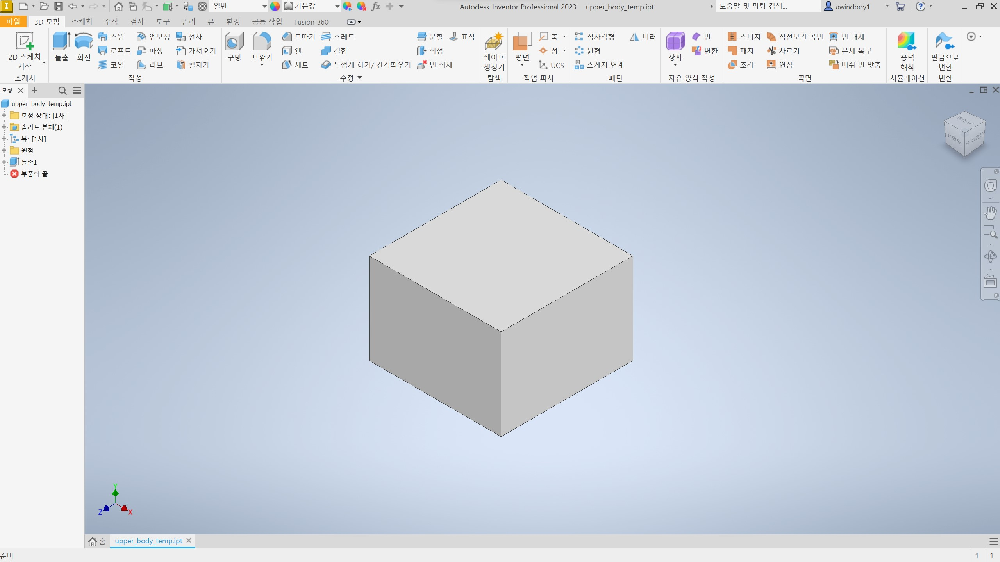 일반
기본값
Autodesk Inventor Professional 2023 upper_body_temp.ipt
도움말 및 명령 검색...
awindboy1
파일 3D 모형 스케치 주석 검사 도구 관리 뷰 환경 공동 작업 Fusion 360
2D 스케치
시작
스케치
돌출 회전
스윕 엠보싱 전사
로프트 파생 가져오기
코일 리브 펼치기
작성
구멍 모깎기
모따기 스레드 분할 표식
쉘 결합 직접
제도 두껍게 하기/ 간격띄우기 면 삭제
수정
쉐이프
생성기
탐색
평면
축
점
UCS
작업 피쳐
직사각형 미러
원형
스케치 연계
패턴
상자
면
변환
자유 양식 작성
스티치 직선보간 곡면 면 대체
패치 자르기 본체 복구
조각 연장 메쉬 면 맞춤
곡면
응력
해석
시뮬레이션
판금으로
변환
변환
모형
upper_body_temp.ipt
모형 상태: [1차]
솔리드 본체(1)
뷰: [1차]
원점
돌출1
부품의 끝
평면도
정면도
우측면도
Y
Z
X
홈
upper_body_temp.ipt
준비
1 1